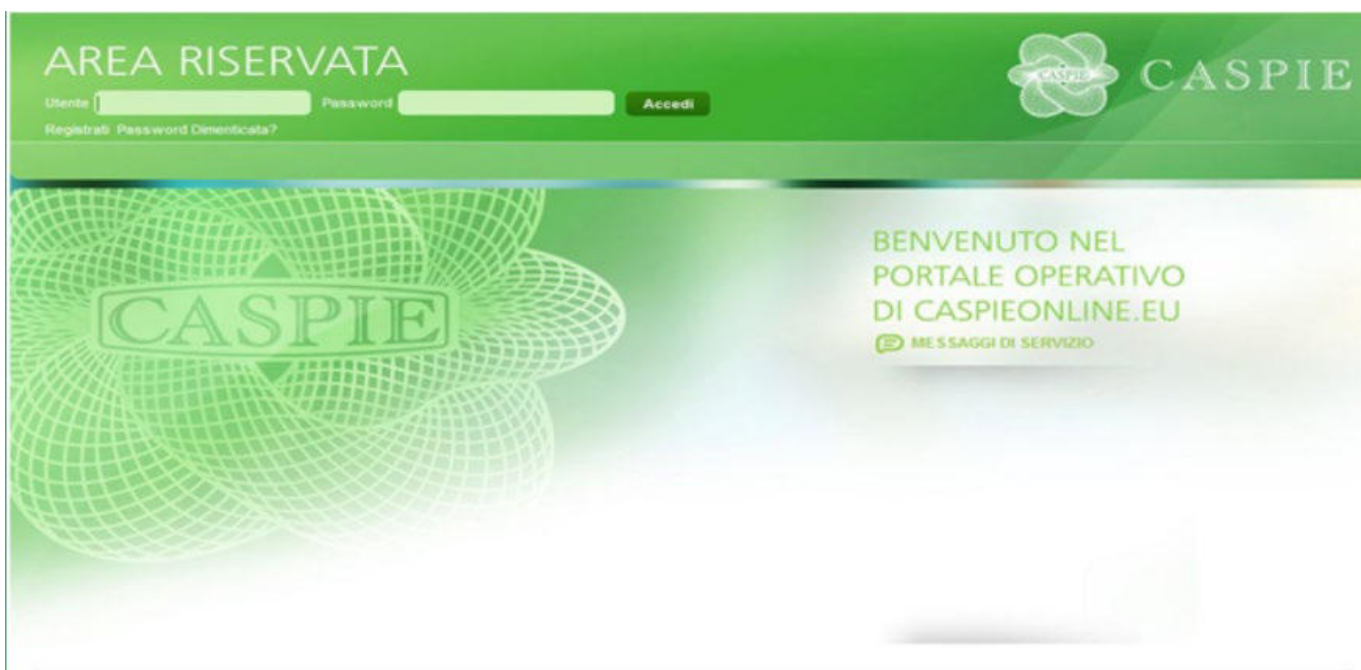 AREA RISERVATA
CASPIE
CASPIE
Utente Password Accedi
Registrati Password Dimenticata?
BENVENUTO NEL
PORTALE OPERATIVO
DI CASPIEONLINE.EU
MESSAGGI DI SERVIZIO
CASPIE